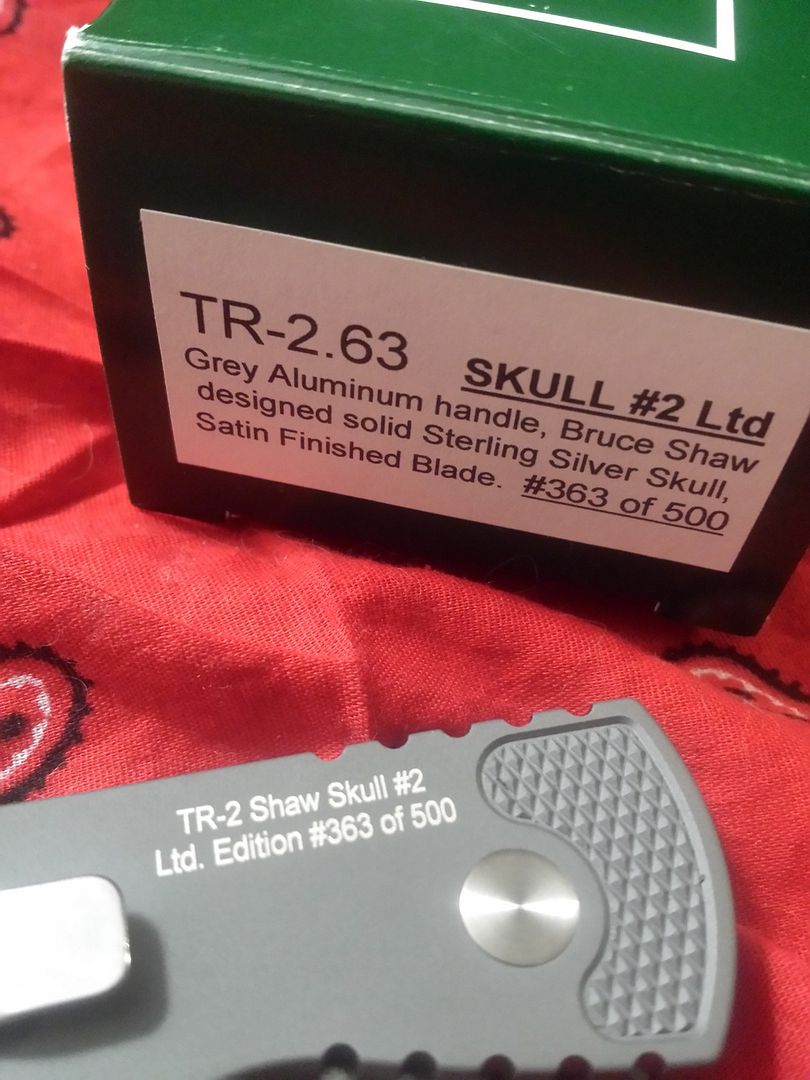 TR-2.63 SKULL #2 Ltd
Grey Aluminum handle, Bruce Shaw
designed solid Sterling Silver Skull,
Satin Finished Blade. #363 of 500
TR-2 Shaw Skull #2
Ltd. Edition #363 of 500